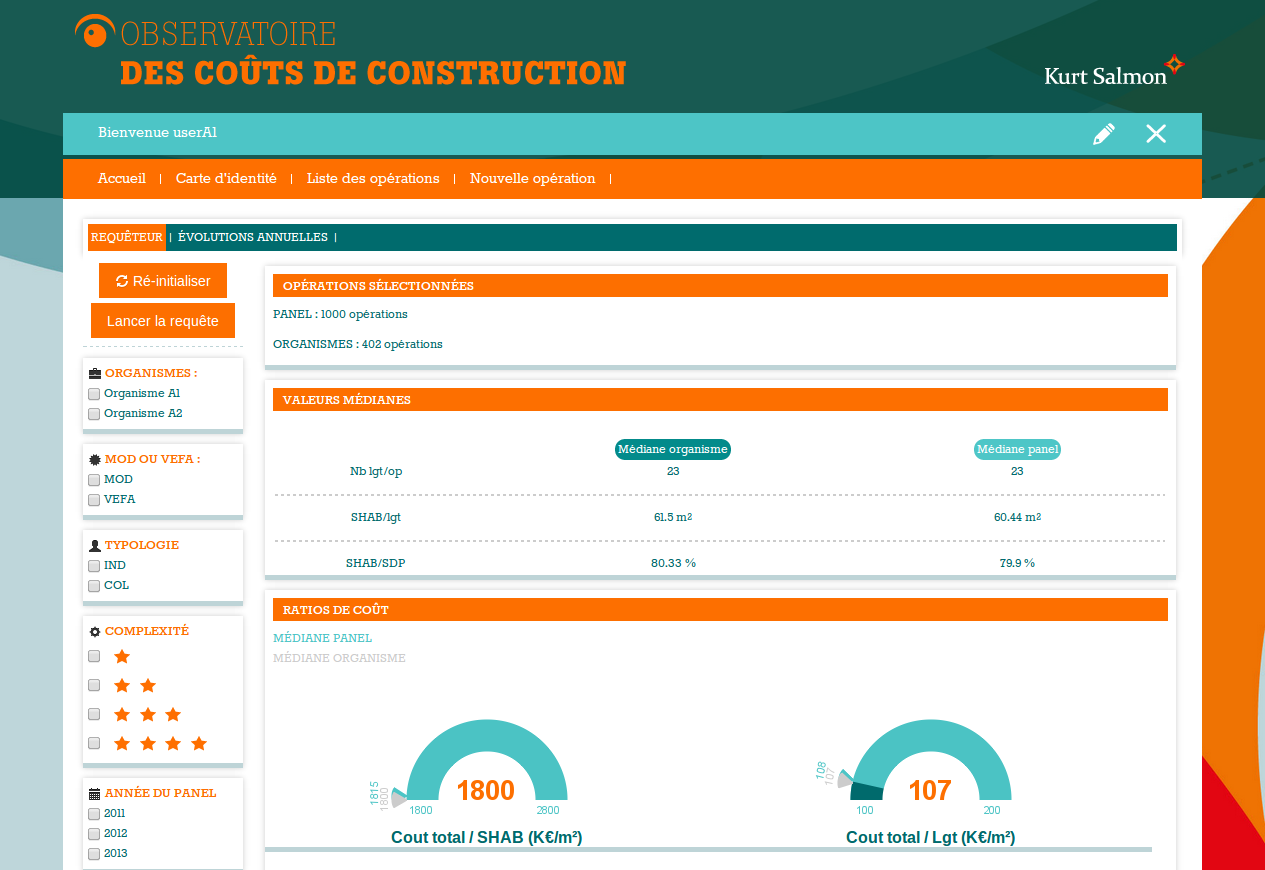 OBSERVATOIRE
DES COÛTS DE CONSTRUCTION
Kurt Salmon
Bienvenue userA1
Accueil | Carte d'identité | Liste des opérations | Nouvelle opération |
REQUÊTEUR | ÉVOLUTIONS ANNUELLES |
Ré-initialiser
Lancer la requête
ORGANISMES :
Organisme A1
Organisme A2
MOD OU VEFA :
MOD
VEFA
TYPOLOGIE
IND
COL
COMPLEXITÉ
ANNÉE DU PANEL
2011
2012
2013
OPÉRATIONS SÉLECTIONNÉES
PANEL : 1000 opérations
ORGANISMES : 402 opérations
VALEURS MÉDIANES
Médiane organisme Médiane panel
Nb lgt/op 23 23
SHAB/lgt 61.5 m² 60.44 m²
SHAB/SDP 80.33 % 79.9 %
RATIOS DE COÛT
MÉDIANE PANEL
MÉDIANE ORGANISME
1815
1800
1800
1800 2800
Cout total / SHAB (K€/m²)
108
107
107
100 200
Cout total / Lgt (K€/m²)